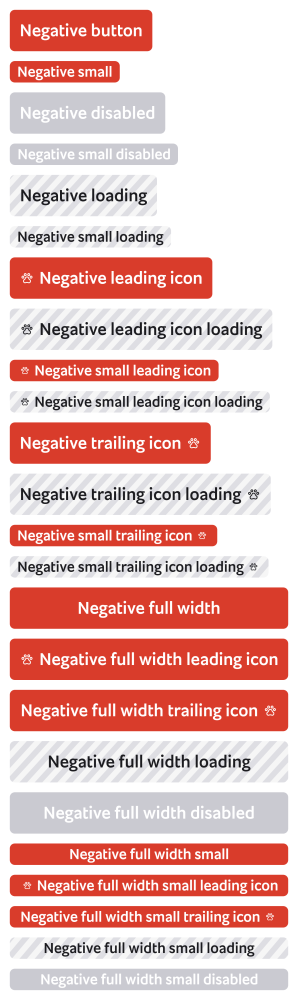 Negative button
Negative small
Negative disabled
Negative small disabled
Negative loading
Negative small loading
Negative leading icon
Negative leading icon loading
Negative small leading icon
Negative small leading icon loading
Negative trailing icon
Negative trailing icon loading
Negative small trailing icon
Negative small trailing icon loading
Negative full width
Negative full width leading icon
Negative full width trailing icon
Negative full width loading
Negative full width disabled
Negative full width small
Negative full width small leading icon
Negative full width small trailing icon
Negative full width small loading
Negative full width small disabled